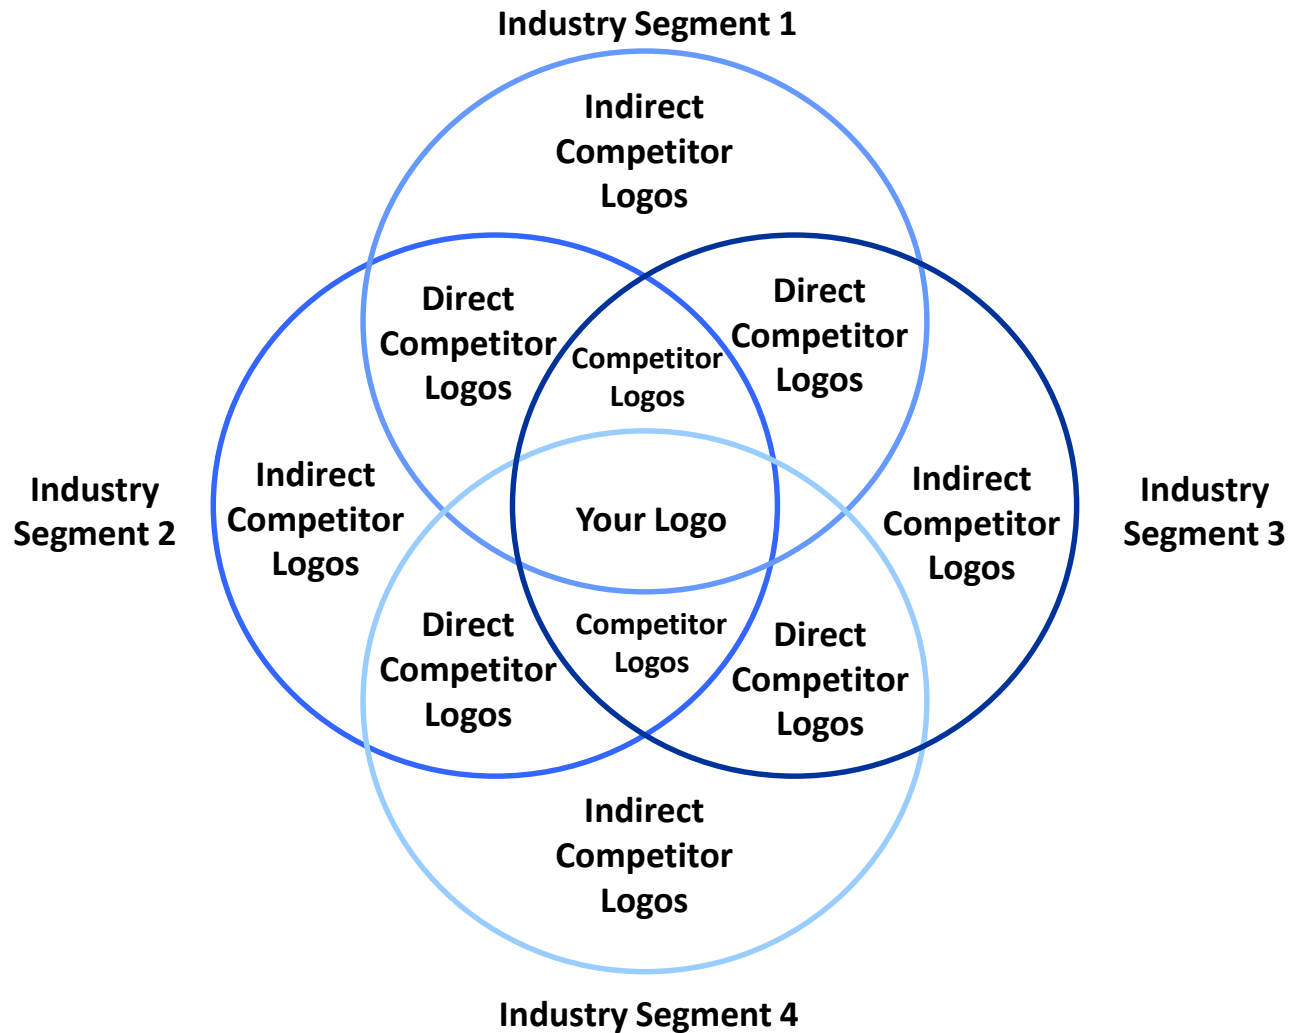 Industry Segment 1
Indirect
Competitor
Logos
Direct
Competitor
Logos
Competitor
Logos
Direct
Competitor
Logos
Industry
Segment 2
Indirect
Competitor
Logos
Your Logo
Indirect
Competitor
Logos
Industry
Segment 3
Direct
Competitor
Logos
Competitor
Logos
Direct
Competitor
Logos
Indirect
Competitor
Logos
Industry Segment 4